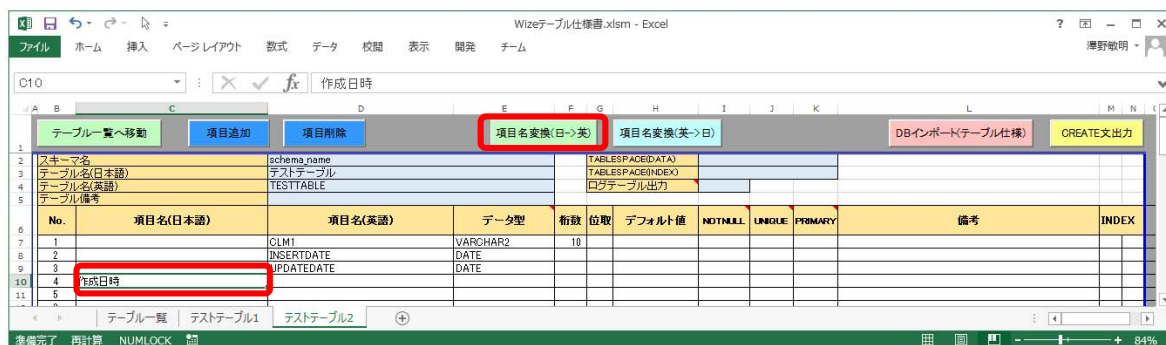 Wizeテーブル仕様書.xlsm - Excel
ファイル ホーム 挿入 ページ レイアウト 数式 データ 校閲 表示 開発 チーム 澤野敏明
C10 fx 作成日時
A B C D E F G H I J K L M N
テーブル一覧へ移動 項目追加 項目削除 項目名変換(日->英) 項目名変換(英->日) DBインポート(テーブル仕様) CREATE文出力
1
2 スキーマ名 schema_name TABLESPACE(DATA)
3 テーブル名(日本語) テストテーブル TABLESPACE(INDEX)
4 テーブル名(英語) TESTTABLE ログテーブル出力
5 テーブル備考
6 No. 項目名(日本語) 項目名(英語) データ型 桁数 位取 デフォルト値 NOTNULL UNIQUE PRIMARY 備考 INDEX
7 1 CLM1 VARCHAR2 10
8 2 INSERTDATE DATE
9 3 UPDATEDATE DATE
10 4 作成日時
11 5
テーブル一覧 テストテーブル1 テストテーブル2
準備完了 再計算 NUMLOCK 84%